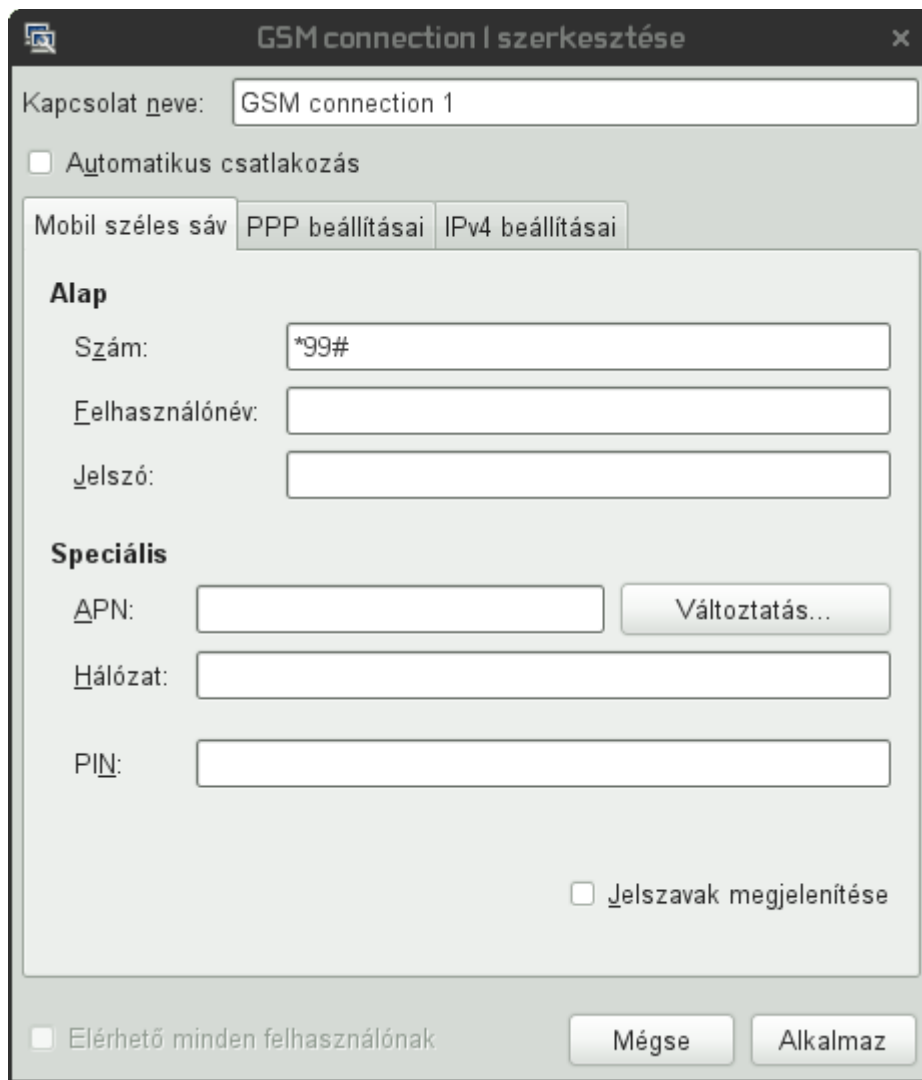 GSM connection 1 szerkesztése
Kapcsolat neve: GSM connection 1
Automatikus csatlakozás
Mobil széles sáv PPP beállításai IPv4 beállításai
Alap
Szám: *99#
Felhasználónév:
Jelszó:
Speciális
APN: Változtatás...
Hálózat:
PIN:
Jelszavak megjelenítése
Elérhető minden felhasználónak Mégse Alkalmaz